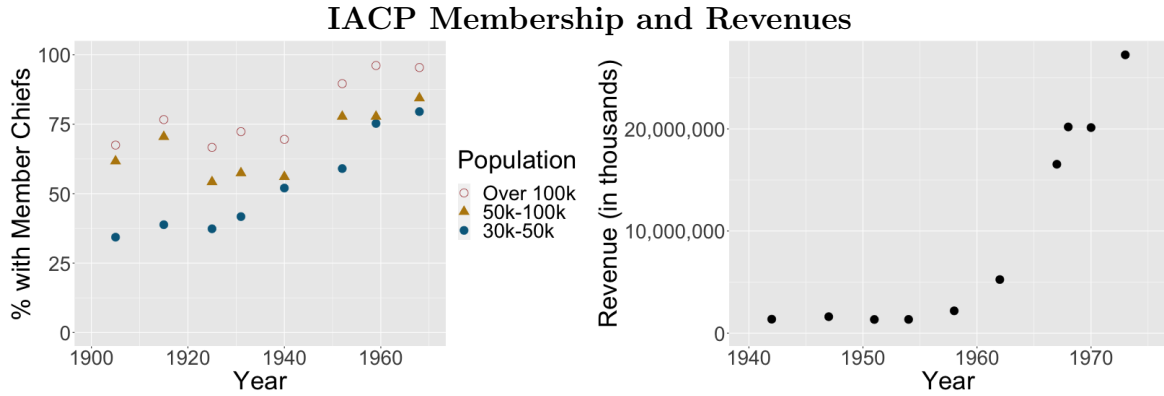 IACP Membership and Revenues
% with Member Chiefs
100
75
50
25
0
1900
1920
1940
1960
Year
Population
Over 100k
50k-100k
30k-50k
Revenue (in thousands)
20,000,000
10,000,000
0
1940
1950
1960
1970
Year